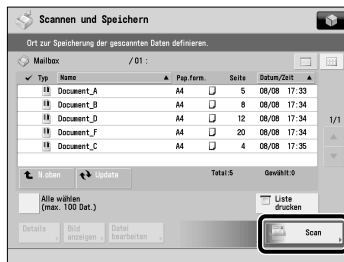 Scannen und Speichern
Ort zur Speicherung der gescannten Daten definieren.
Mailbox /01 :
✓ Typ Name ▲ Pap.form. Seite Datum/Zeit ▲
Document_A A4 5 08/08 17:33
Document_B A4 8 08/08 17:34
Document_D A4 12 08/08 17:34
Document_F A4 20 08/08 17:34
Document_C A4 4 08/08 17:35
1/1
N.oben Update Total:5 Gewählt:0
Alle wählen
(max. 100 Dat.)
Liste
drucken
Details
Bild
anzeigen
Datei
bearbeiten
Scan